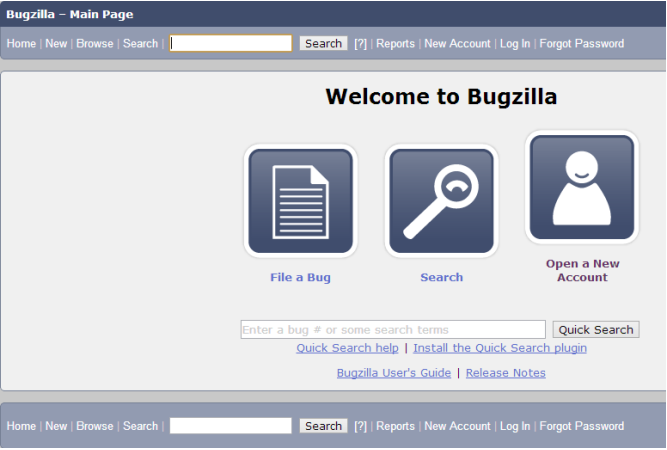 Bugzilla – Main Page
Home | New | Browse | Search | Search [?] | Reports | New Account | Log In | Forgot Password
Welcome to Bugzilla
File a Bug
Search
Open a New
Account
Enter a bug # or some search terms Quick Search
Quick Search help | Install the Quick Search plugin
Bugzilla User's Guide | Release Notes
Home | New | Browse | Search | Search [?] | Reports | New Account | Log In | Forgot Password